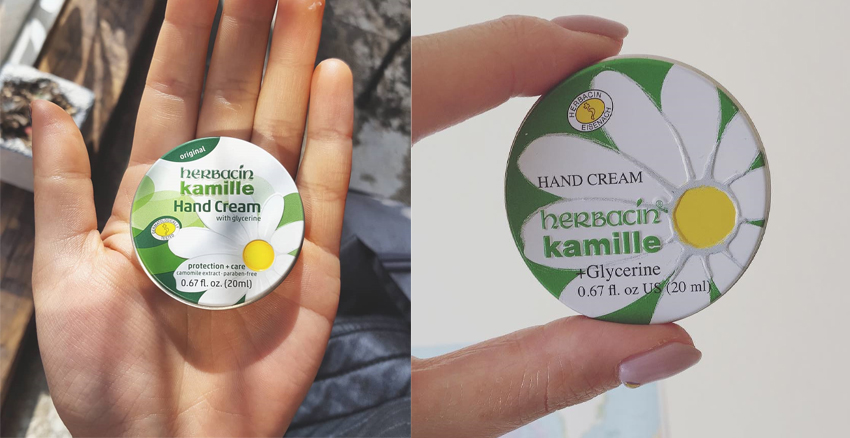 original
herbacin
kamille
Hand Cream
with glycerine
protection + care
camomile extract · paraben-free
0.67 fl. oz. (20ml)
HERBACIN
EISENACH
HAND CREAM
herbacin®
kamille
+Glycerine
0.67 fl. oz US (20 ml)